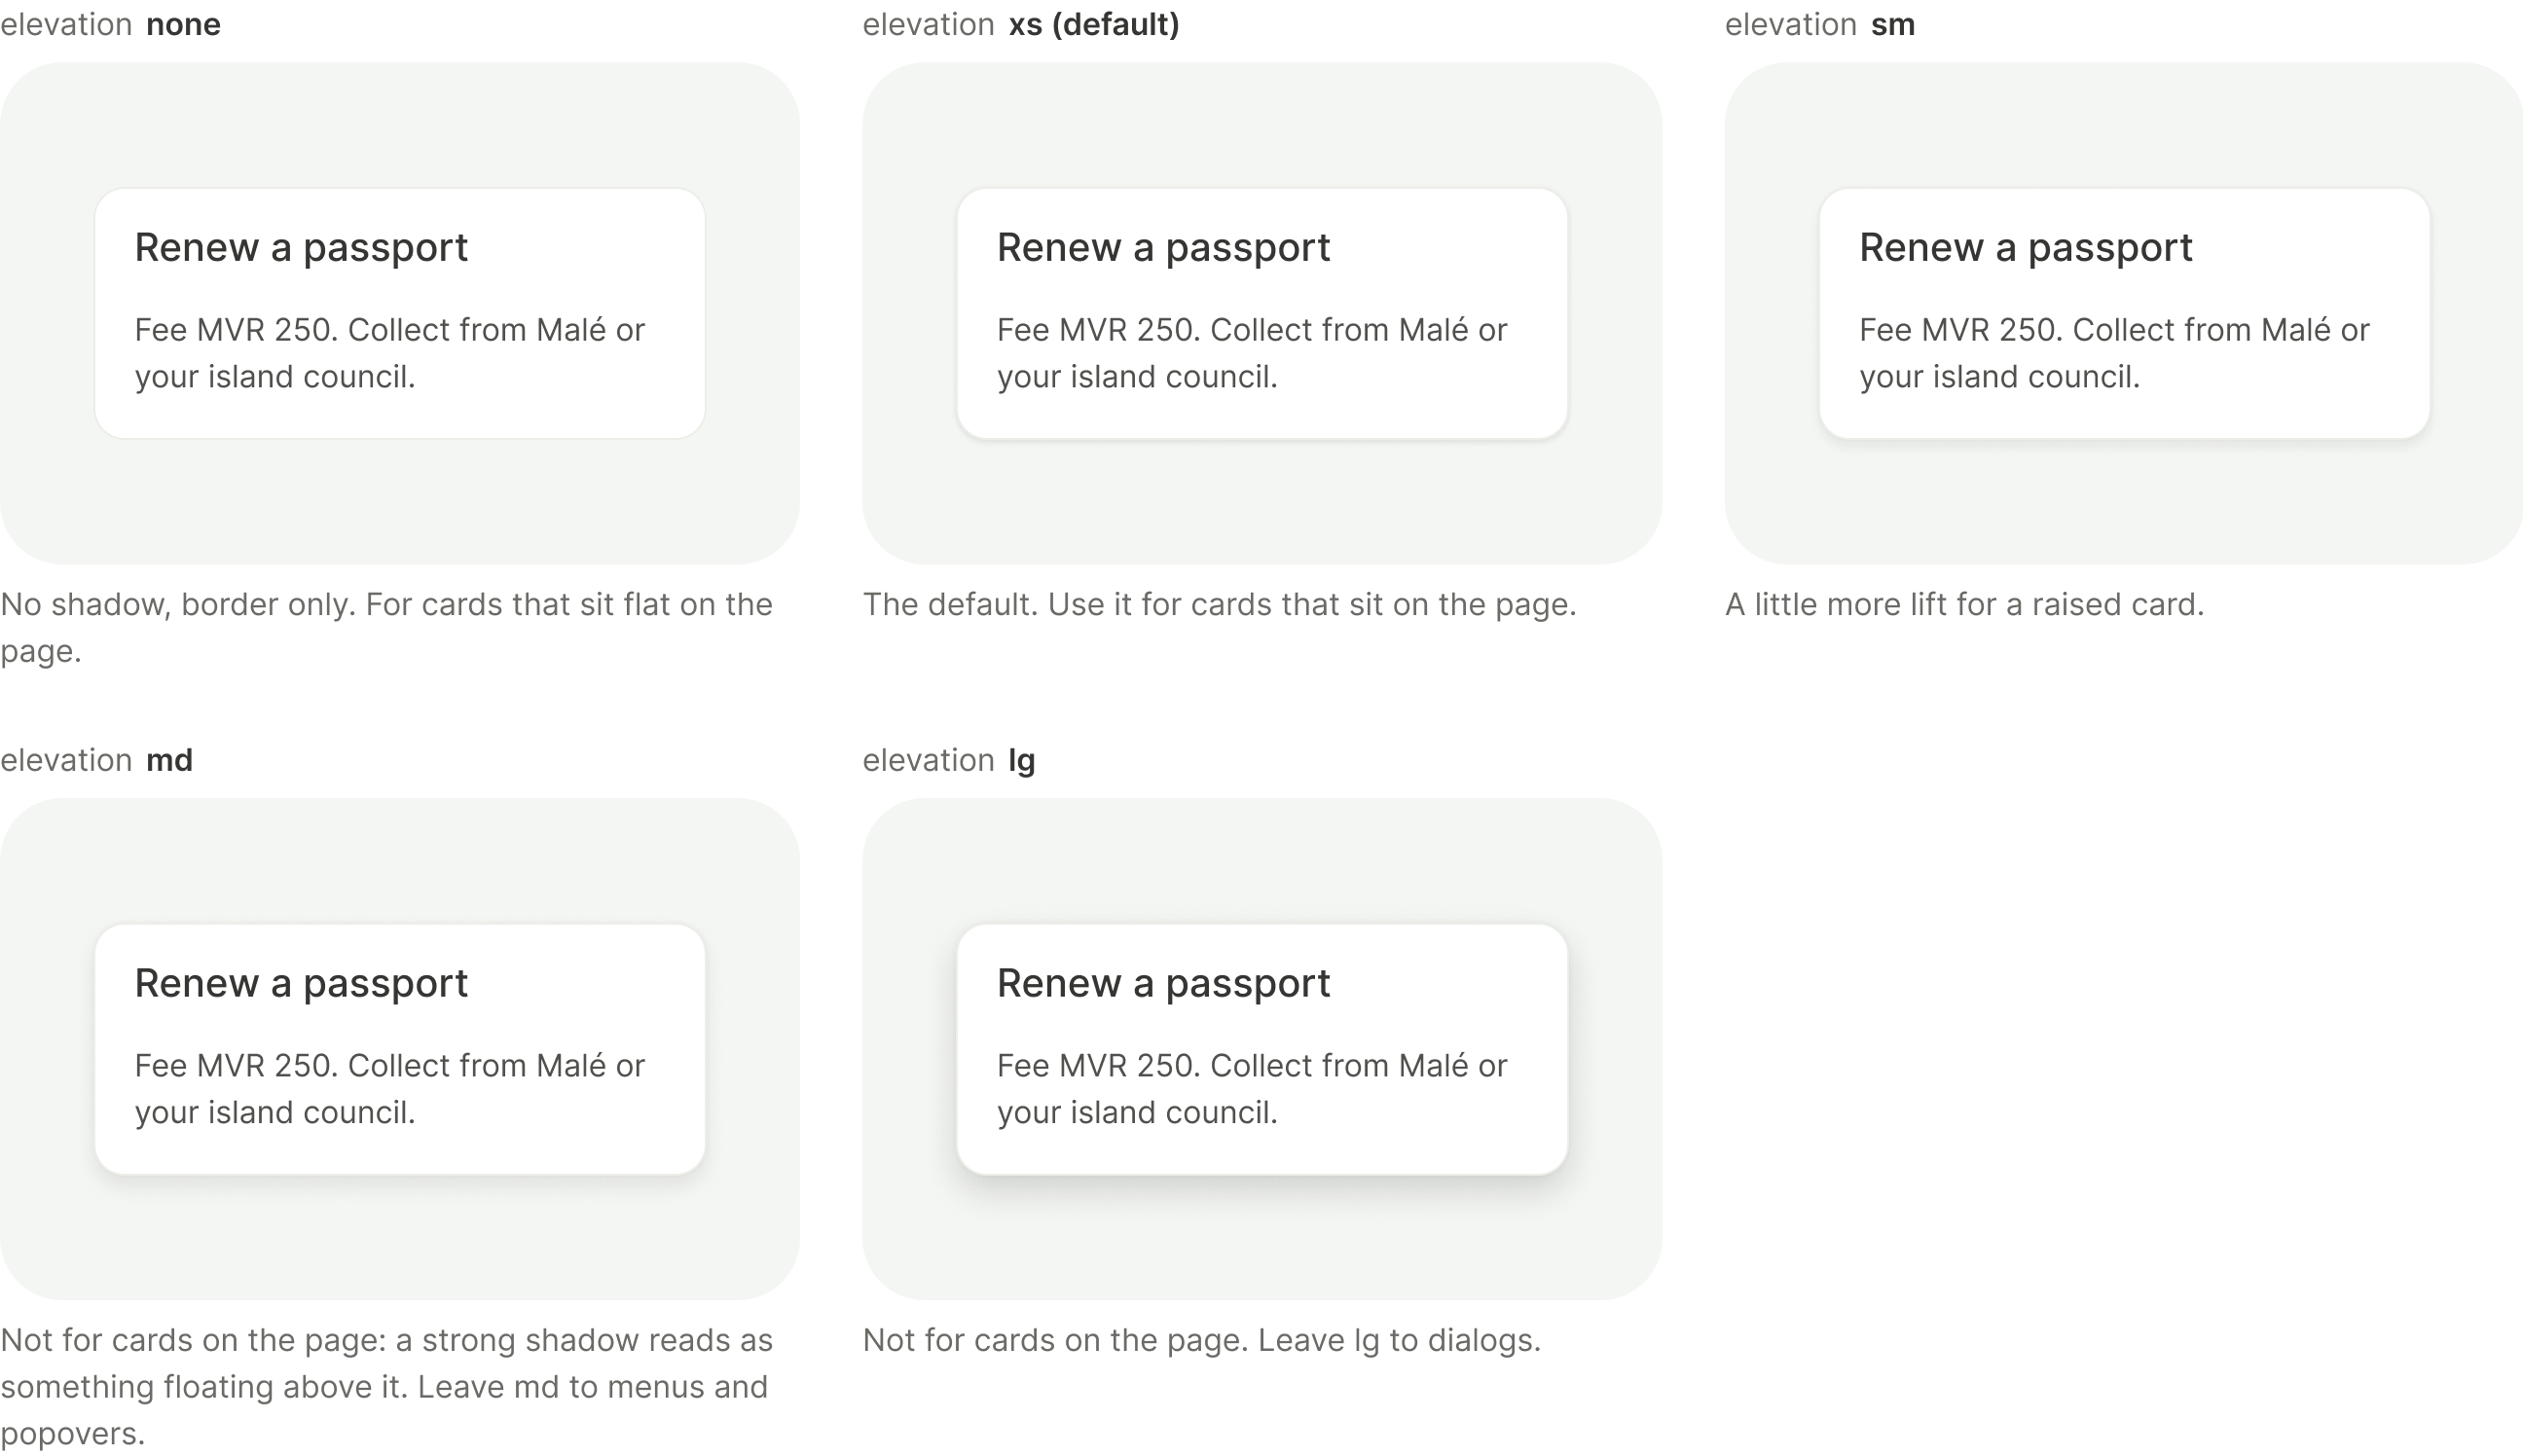 elevation none
Renew a passport
Fee MVR 250. Collect from Malé or
your island council.
No shadow, border only. For cards that sit flat on the
page.
elevation xs (default)
Renew a passport
Fee MVR 250. Collect from Malé or
your island council.
The default. Use it for cards that sit on the page.
elevation sm
Renew a passport
Fee MVR 250. Collect from Malé or
your island council.
A little more lift for a raised card.
elevation md
Renew a passport
Fee MVR 250. Collect from Malé or
your island council.
Not for cards on the page: a strong shadow reads as
something floating above it. Leave md to menus and
popovers.
elevation lg
Renew a passport
Fee MVR 250. Collect from Malé or
your island council.
Not for cards on the page. Leave lg to dialogs.